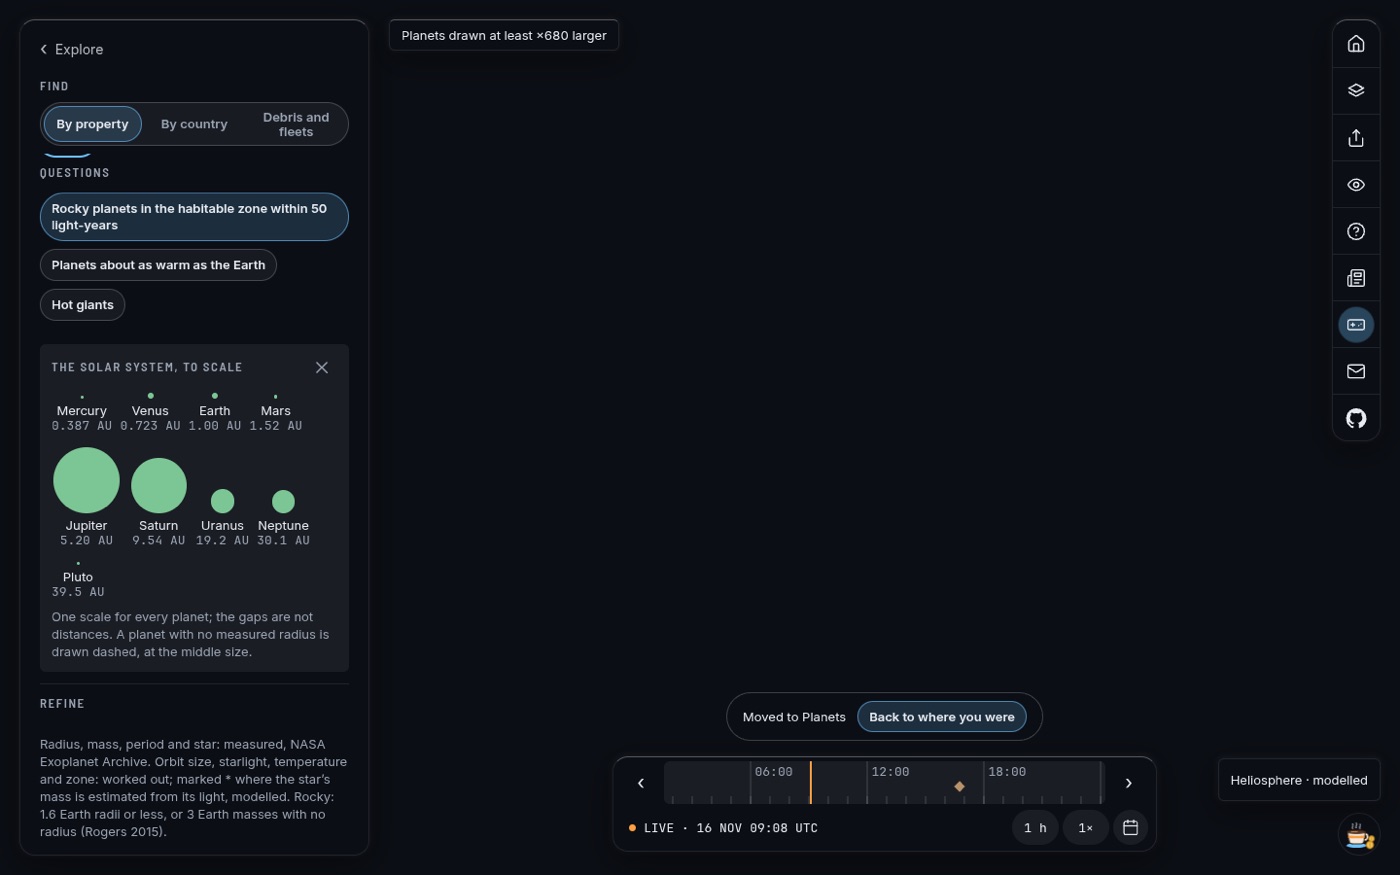 Explore
Planets drawn at least ×680 larger
FIND
By property
By country
Debris and
fleets
QUESTIONS
Rocky planets in the habitable zone within 50
light-years
Planets about as warm as the Earth
Hot giants
THE SOLAR SYSTEM, TO SCALE
Mercury Venus Earth Mars
0.387 AU 0.723 AU 1.00 AU 1.52 AU
Jupiter Saturn Uranus Neptune
5.20 AU 9.54 AU 19.2 AU 30.1 AU
Pluto
39.5 AU
One scale for every planet; the gaps are not
distances. A planet with no measured radius is
drawn dashed, at the middle size.
REFINE
Radius, mass, period and star: measured, NASA
Exoplanet Archive. Orbit size, starlight, temperature
and zone: worked out; marked * where the star’s
mass is estimated from its light, modelled. Rocky:
1.6 Earth radii or less, or 3 Earth masses with no
radius (Rogers 2015).
Moved to Planets Back to where you were
06:00 12:00 18:00
LIVE · 16 NOV 09:08 UTC 1 h 1×
Heliosphere · modelled